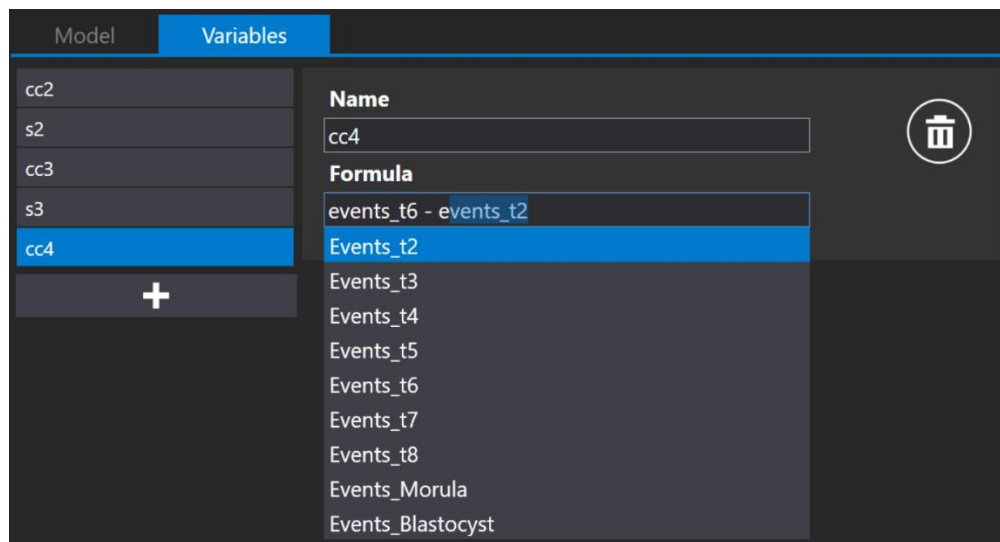 Model Variables
cc2
s2
cc3
s3
cc4
Name
cc4
Formula
events_t6 - events_t2
Events_t2
Events_t3
Events_t4
Events_t5
Events_t6
Events_t7
Events_t8
Events_Morula
Events_Blastocyst